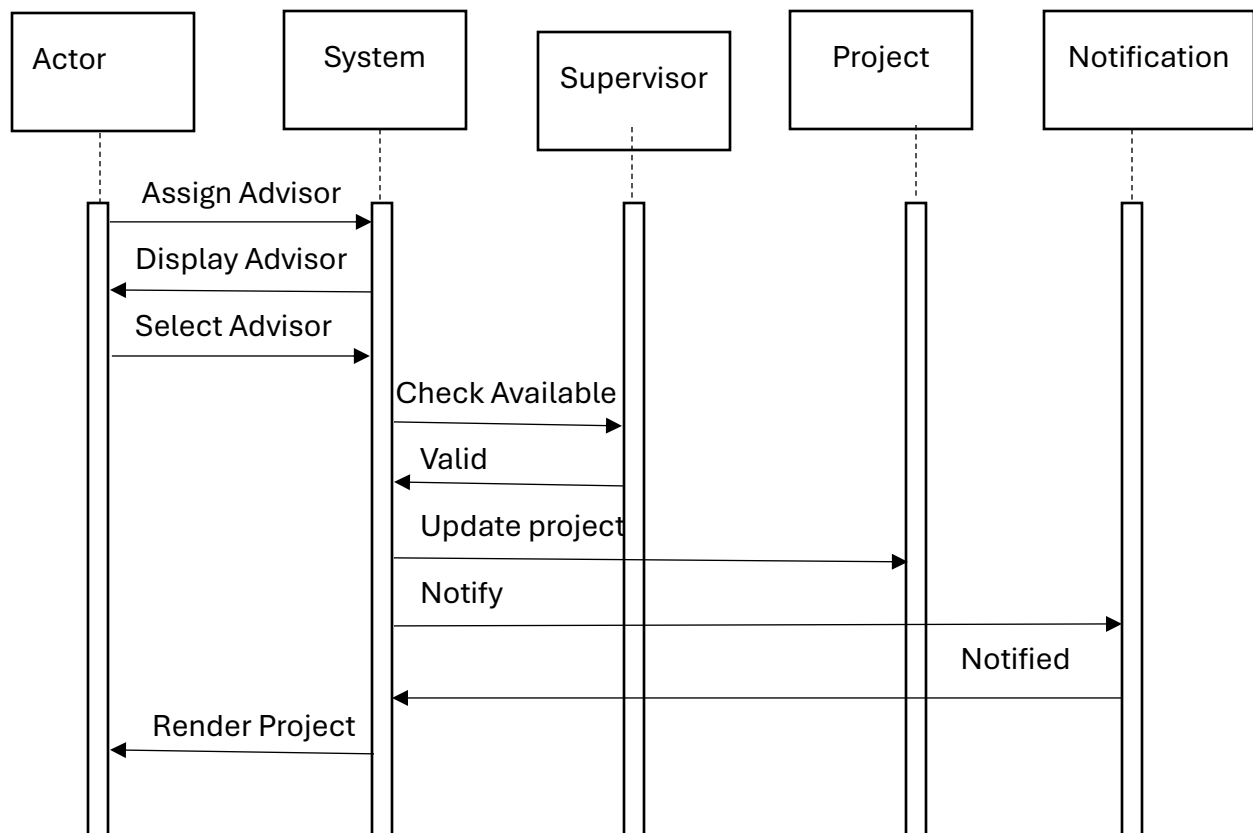 Actor
System
Supervisor
Project
Notification
Assign Advisor
Display Advisor
Select Advisor
Check Available
Valid
Update project
Notify
Notified
Render Project